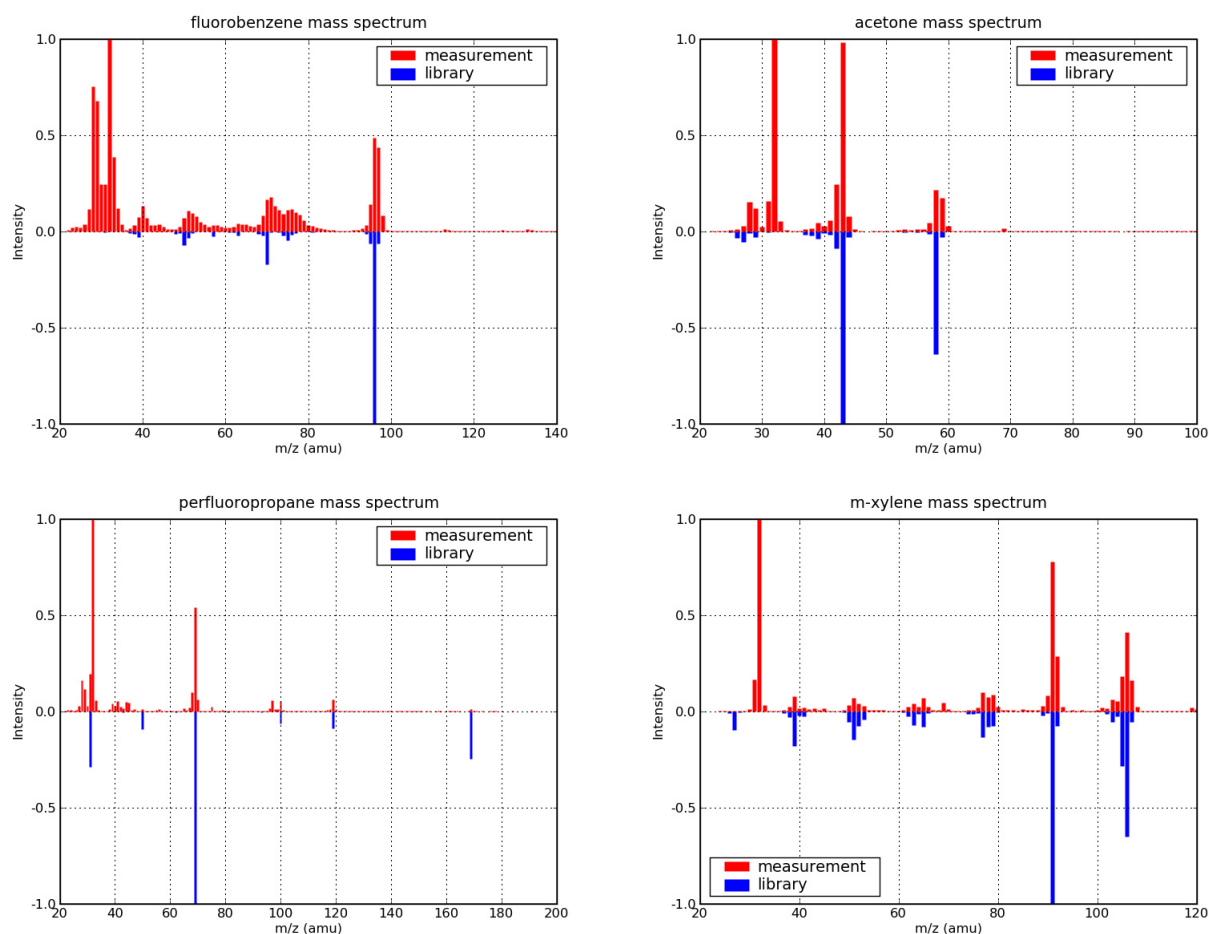 fluorobenzene mass spectrum
1.0
0.5
0.0
-0.5
-1.0
Intensity
measurement
library
20 40 60 80 100 120 140
m/z (amu)
acetone mass spectrum
1.0
0.5
0.0
-0.5
-1.0
Intensity
measurement
library
20 30 40 50 60 70 80 90 100
m/z (amu)
perfluoropropane mass spectrum
1.0
0.5
0.0
-0.5
-1.0
Intensity
measurement
library
20 40 60 80 100 120 140 160 180 200
m/z (amu)
m-xylene mass spectrum
1.0
0.5
0.0
-0.5
-1.0
Intensity
measurement
library
20 40 60 80 100 120
m/z (amu)